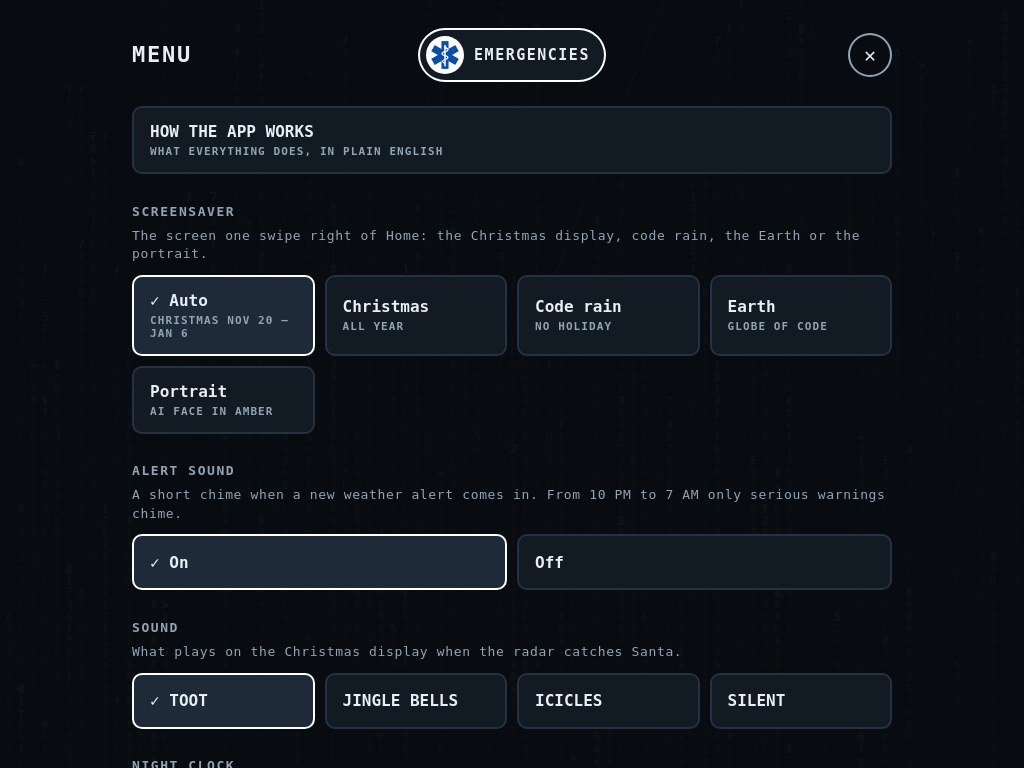 MENU
EMERGENCIES
×
HOW THE APP WORKS
WHAT EVERYTHING DOES, IN PLAIN ENGLISH
SCREENSAVER
The screen one swipe right of Home: the Christmas display, code rain, the Earth or the
portrait.
✓ Auto
CHRISTMAS NOV 20 –
JAN 6
Christmas
ALL YEAR
Code rain
NO HOLIDAY
Earth
GLOBE OF CODE
Portrait
AI FACE IN AMBER
ALERT SOUND
A short chime when a new weather alert comes in. From 10 PM to 7 AM only serious warnings
chime.
✓ On
Off
SOUND
What plays on the Christmas display when the radar catches Santa.
✓ TOOT
JINGLE BELLS
ICICLES
SILENT
NIGHT CLOCK